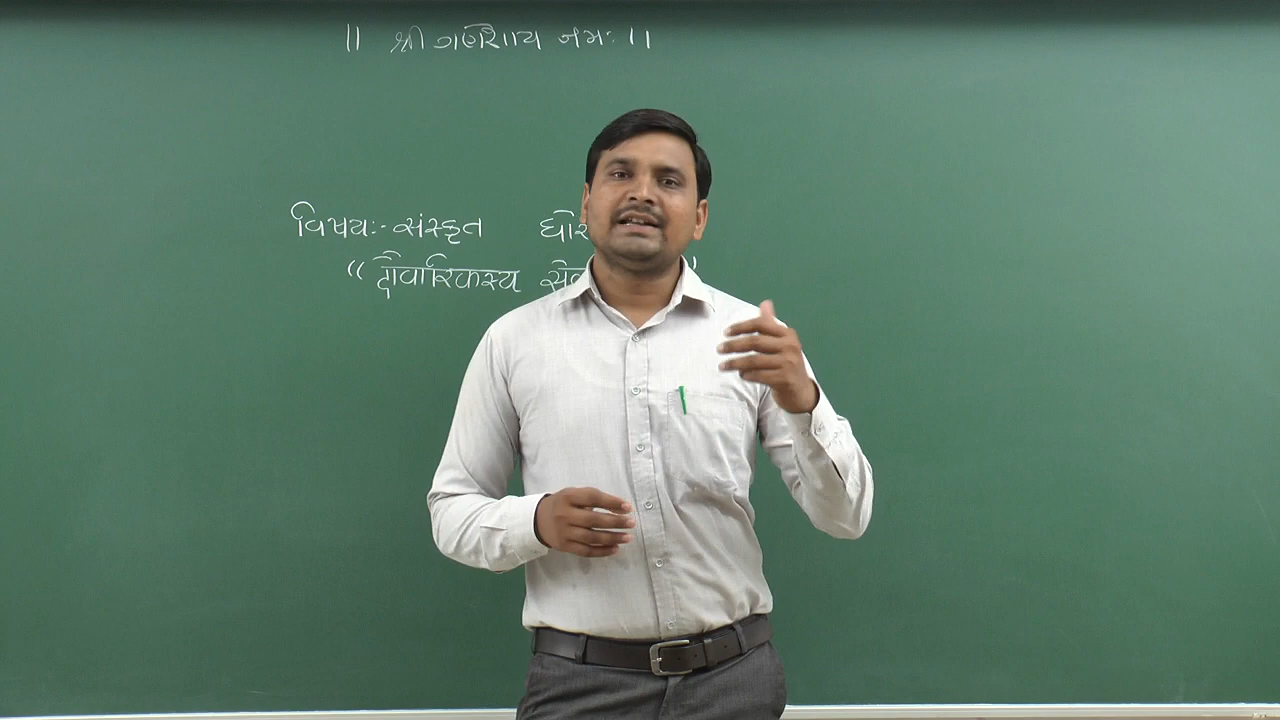 || श्री गणेशाय नमः ||
विषयः- संस्कृत
“ दौवारिकस्य